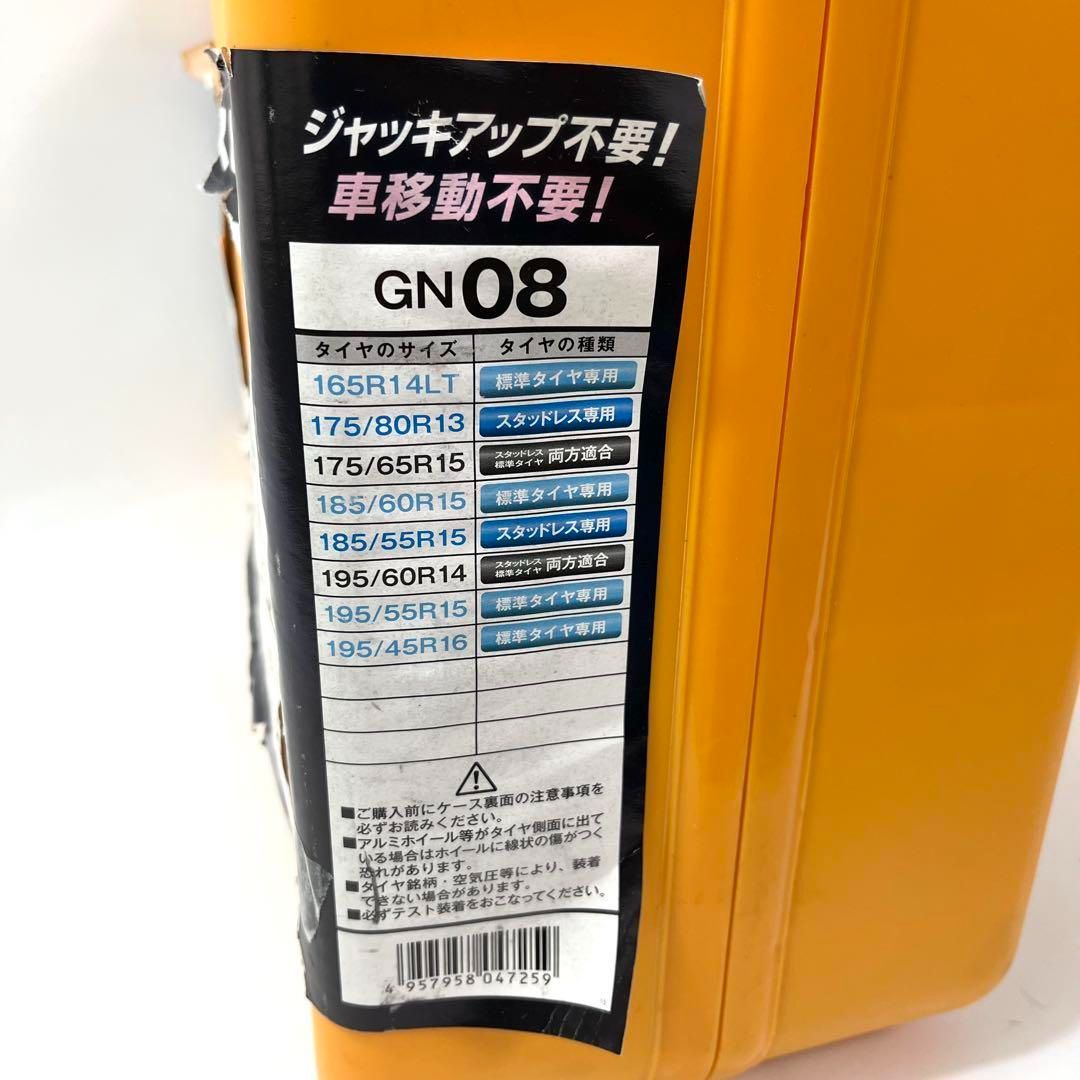 ジャッキアップ不要!
車移動不要!
GN08
タイヤのサイズ タイヤの種類
165R14LT 標準タイヤ専用
175/80R13 スタッドレス専用
175/65R15 スタッドレス 標準タイヤ 両方適合
185/60R15 標準タイヤ専用
185/55R15 スタッドレス専用
195/60R14 スタッドレス 標準タイヤ 両方適合
195/55R15 標準タイヤ専用
195/45R16 標準タイヤ専用
■ご購入前にケース裏面の注意事項を
必ずお読みください。
■アルミホイール等がタイヤ側面に出て
いる場合はホイールに線状の傷がつく
恐れがあります。
■タイヤ銘柄・空気圧等により、装着
できない場合があります。
■必ずテスト装着をおこなってください。
4 957958 047259